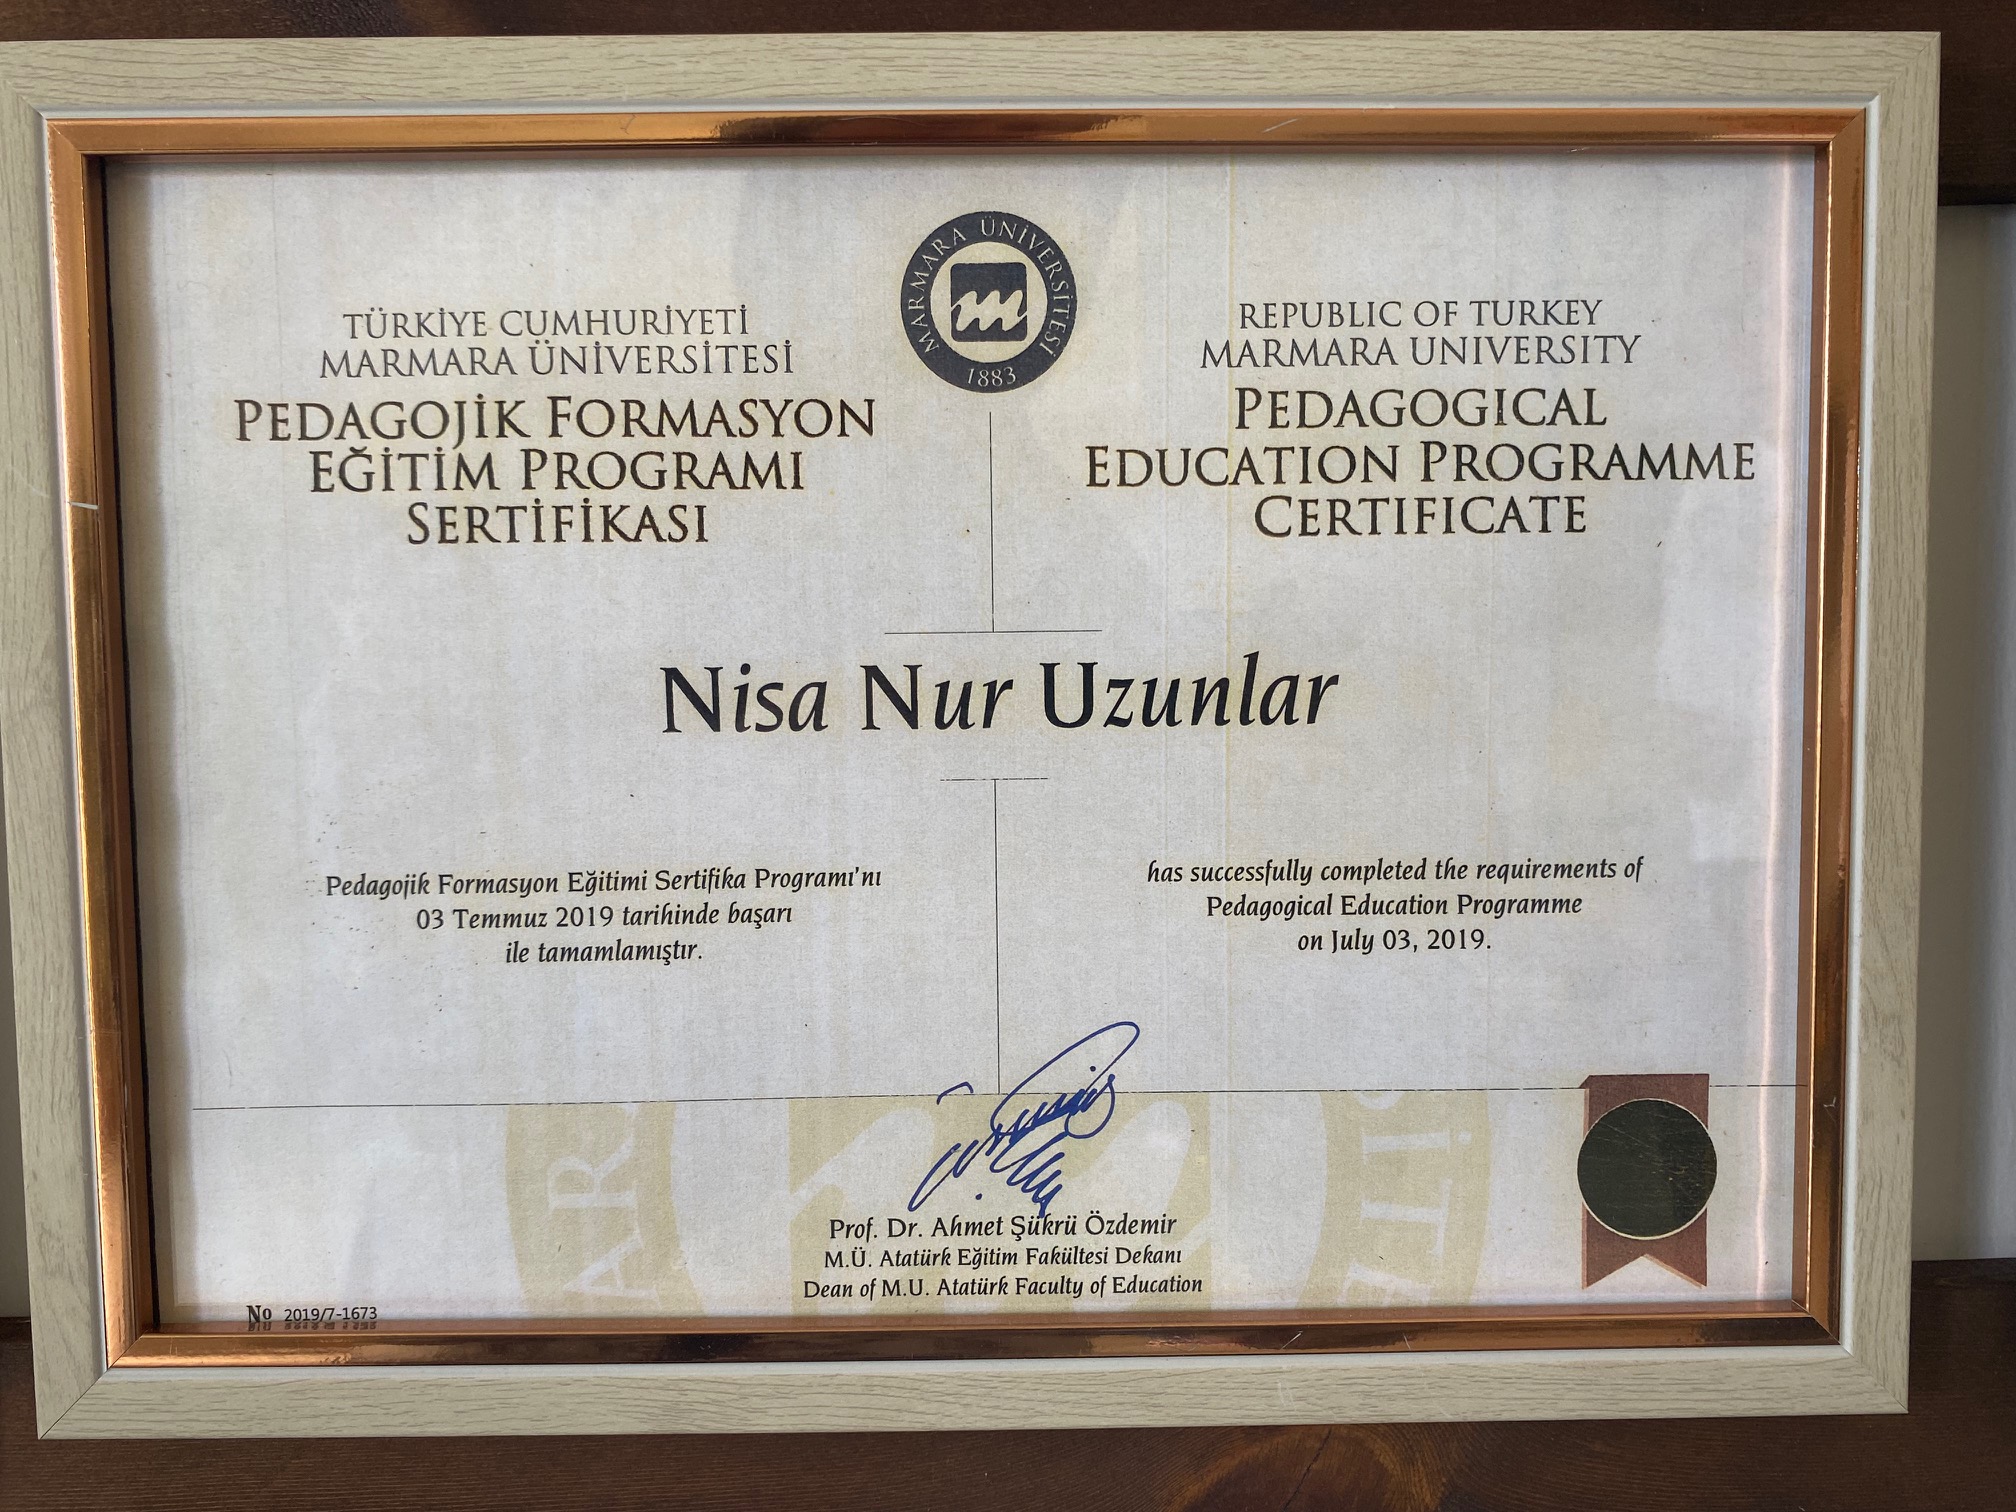 MARMARA ÜNİVERSİTESİ
1883
TÜRKİYE CUMHURİYETİ
MARMARA ÜNİVERSİTESİ
PEDAGOJİK FORMASYON
EĞİTİM PROGRAMI
SERTİFİKASI
REPUBLIC OF TURKEY
MARMARA UNIVERSITY
PEDAGOGICAL
EDUCATION PROGRAMME
CERTIFICATE
Nisa Nur Uzunlar
Pedagojik Formasyon Eğitimi Sertifika Programı'nı
03 Temmuz 2019 tarihinde başarı
ile tamamlamıştır.
has successfully completed the requirements of
Pedagogical Education Programme
on July 03, 2019.
Prof. Dr. Ahmet Şükrü Özdemir
M.Ü. Atatürk Eğitim Fakültesi Dekanı
Dean of M.U. Atatürk Faculty of Education
No 2019/7-1673